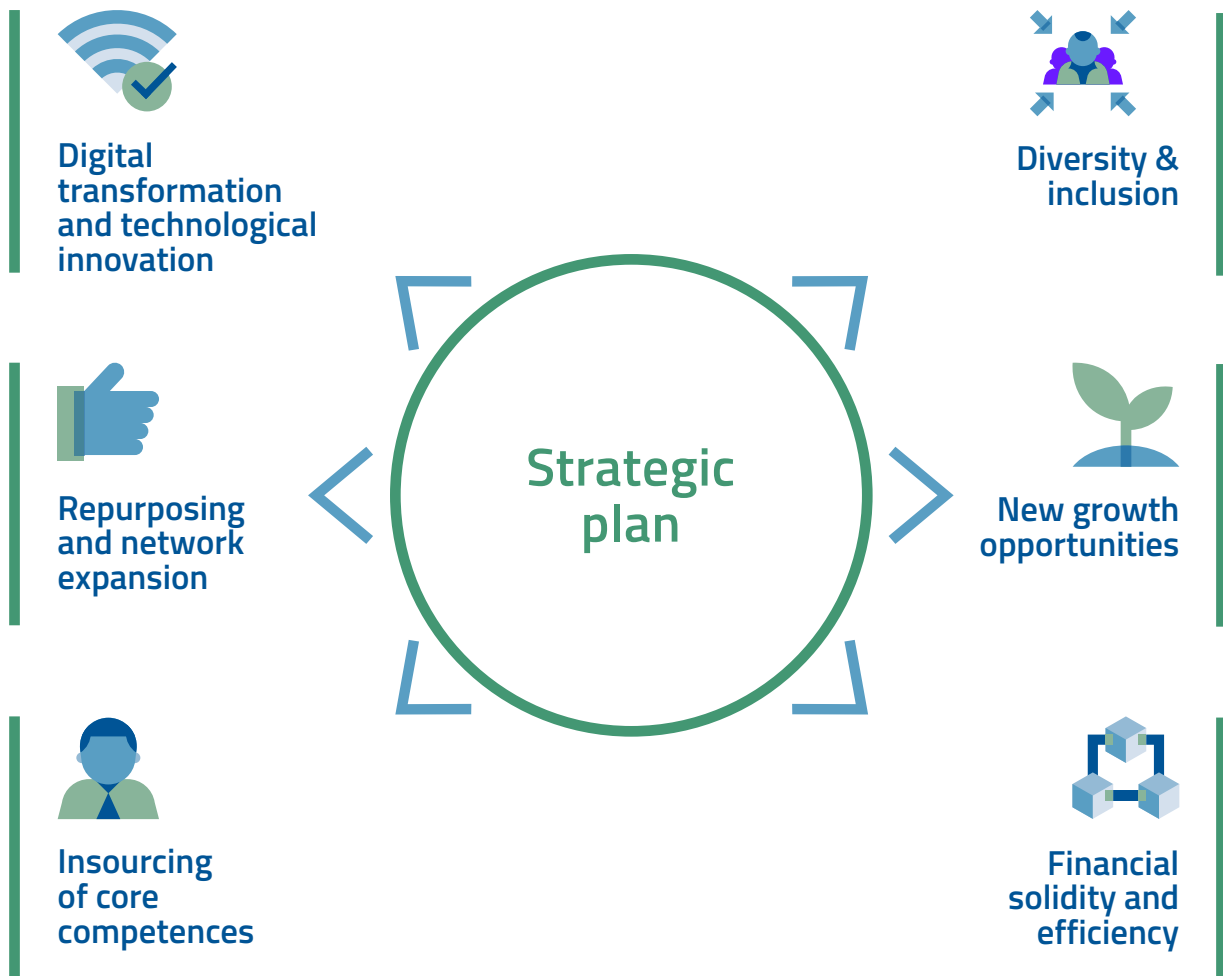 Digital
transformation
and technological
innovation
Diversity &
inclusion
Repurposing
and network
expansion
Strategic
plan
New growth
opportunities
Insourcing
of core
competences
Financial
solidity and
efficiency